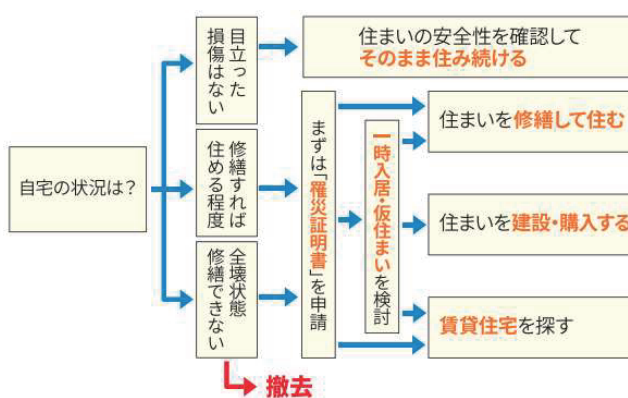 自宅の状況は？
目立った
損傷はない
修繕すれば
住める程度
全壊状態
修繕できない
撤去
まずは「罹災証明書」を申請
一時入居・仮住まいを検討
住まいの安全性を確認して
そのまま住み続ける
住まいを修繕して住む
住まいを建設・購入する
賃貸住宅を探す